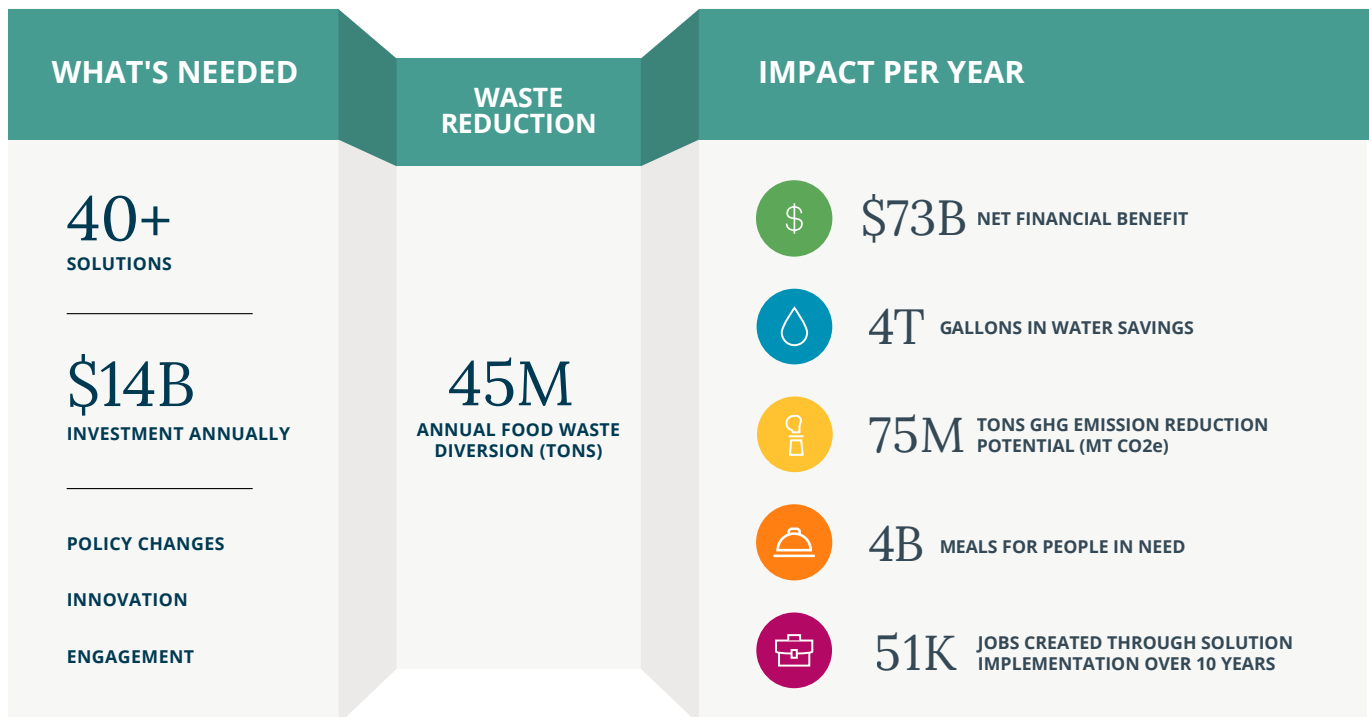 WHAT'S NEEDED
40+
SOLUTIONS
$14B
INVESTMENT ANNUALLY
POLICY CHANGES
INNOVATION
ENGAGEMENT
WASTE
REDUCTION
45M
ANNUAL FOOD WASTE
DIVERSION (TONS)
IMPACT PER YEAR
$
$73B NET FINANCIAL BENEFIT
4T GALLONS IN WATER SAVINGS
75M TONS GHG EMISSION REDUCTION
POTENTIAL (MT CO2e)
4B MEALS FOR PEOPLE IN NEED
51K JOBS CREATED THROUGH SOLUTION
IMPLEMENTATION OVER 10 YEARS